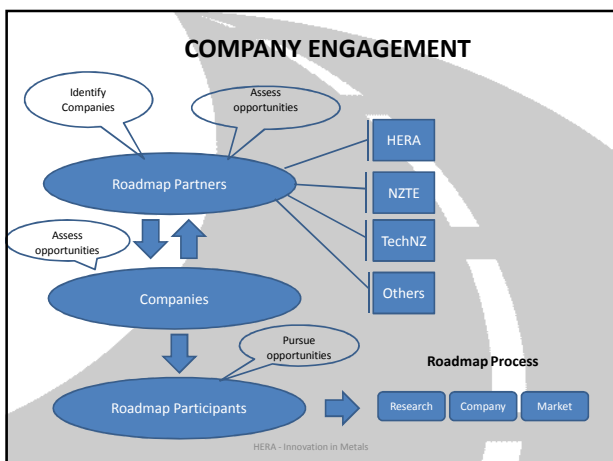 COMPANY ENGAGEMENT
Identify
Companies
Assess
opportunities
HERA
Roadmap Partners
NZTE
TechNZ
Assess
opportunities
Others
Companies
Pursue
opportunities
Roadmap Process
Roadmap Participants
Research
Company
Market
HERA - Innovation in Metals